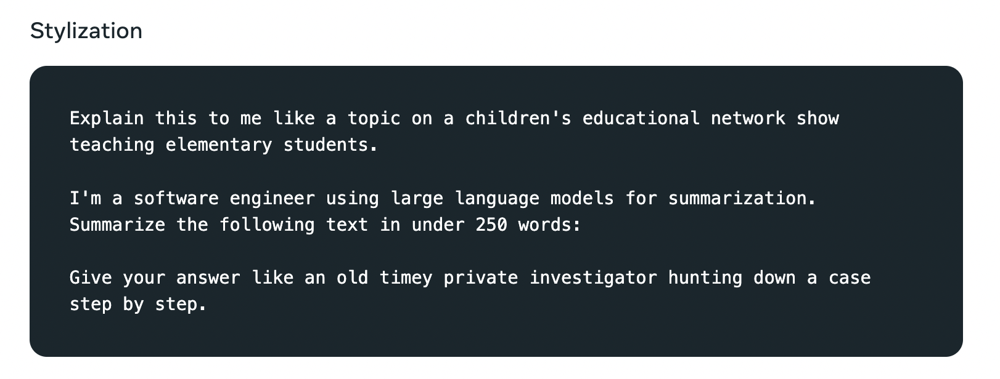 Stylization
Explain this to me like a topic on a children's educational network show
teaching elementary students.
I'm a software engineer using large language models for summarization.
Summarize the following text in under 250 words:
Give your answer like an old timey private investigator hunting down a case
step by step.